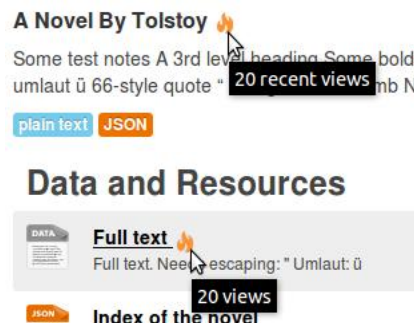 A Novel By Tolstoy
Some test notes A 3rd level heading Some bold
20 recent views
umlaut ü 66-style quote “ mb N
plain text JSON
Data and Resources
DATA
Full text
Full text. Need escaping: " Umlaut: ü
20 views
JSON
Index of the novel